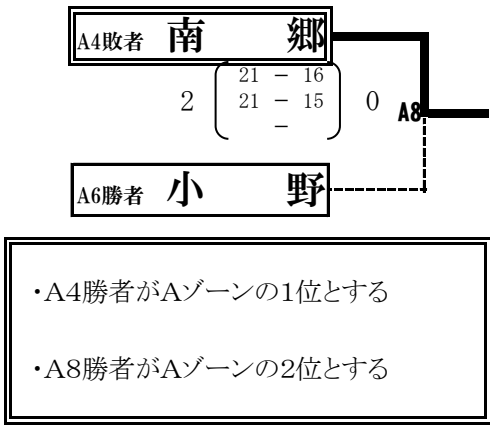 A4敗者 南 郷
21 − 16
2 21 − 15 0 A8
−
A6勝者 小 野
・A4勝者がAゾーンの1位とする
・A8勝者がAゾーンの2位とする